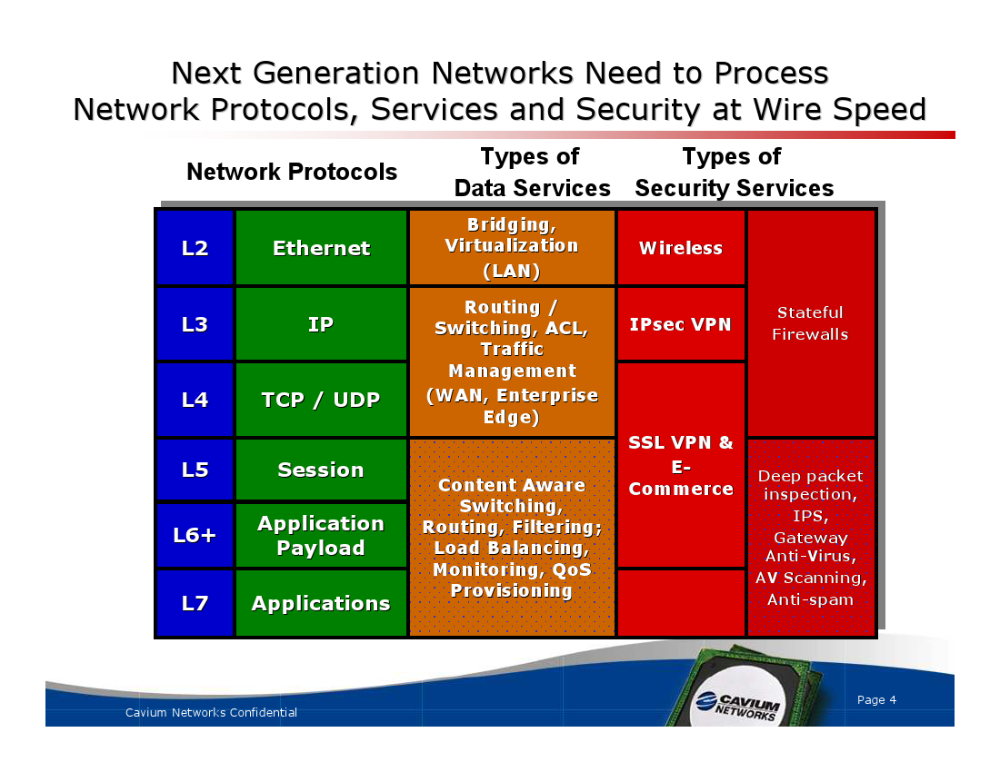 Next Generation Networks Need to Process
Network Protocols, Services and Security at Wire Speed
Network Protocols
Types of
Data Services
Types of
Security Services
L2
Ethernet
Bridging,
Virtualization
(LAN)
Wireless
Stateful
Firewalls
L3
IP
Routing /
Switching, ACL,
Traffic
Management
(WAN, Enterprise
Edge)
IPsec VPN
L4
TCP / UDP
SSL VPN &
E-
Commerce
L5
Session
Content Aware
Switching,
Routing, Filtering;
Load Balancing,
Monitoring, QoS
Provisioning
Deep packet
inspection,
IPS,
Gateway
Anti-Virus,
AV Scanning,
Anti-spam
L6+
Application
Payload
L7
Applications
Cavium Networks Confidential
CAVIUM
NETWORKS
Page 4